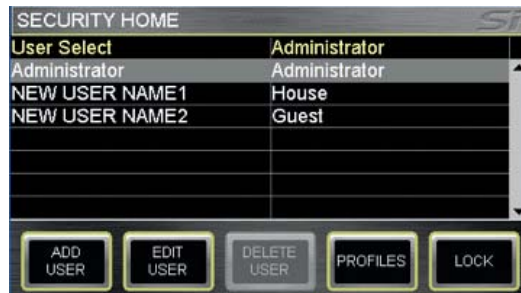 SECURITY HOME
Si
User Select Administrator
Administrator Administrator
NEW USER NAME1 House
NEW USER NAME2 Guest
ADD USER
EDIT USER
DELETE USER
PROFILES
LOCK